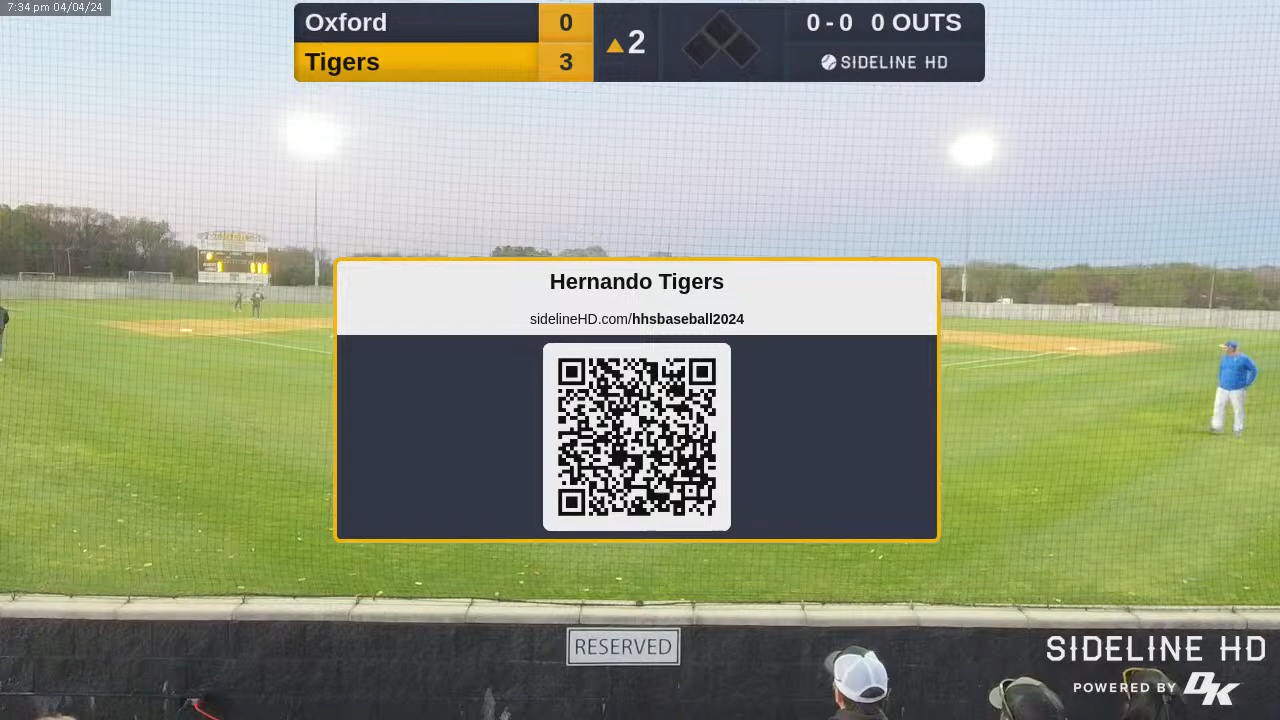 7:34 pm 04/04/24
Oxford 0
Tigers 3
▲2
0 - 0 0 OUTS
SIDELINE HD
Hernando Tigers
sidelineHD.com/hhsbaseball2024
RESERVED
SIDELINE HD
POWERED BY DK